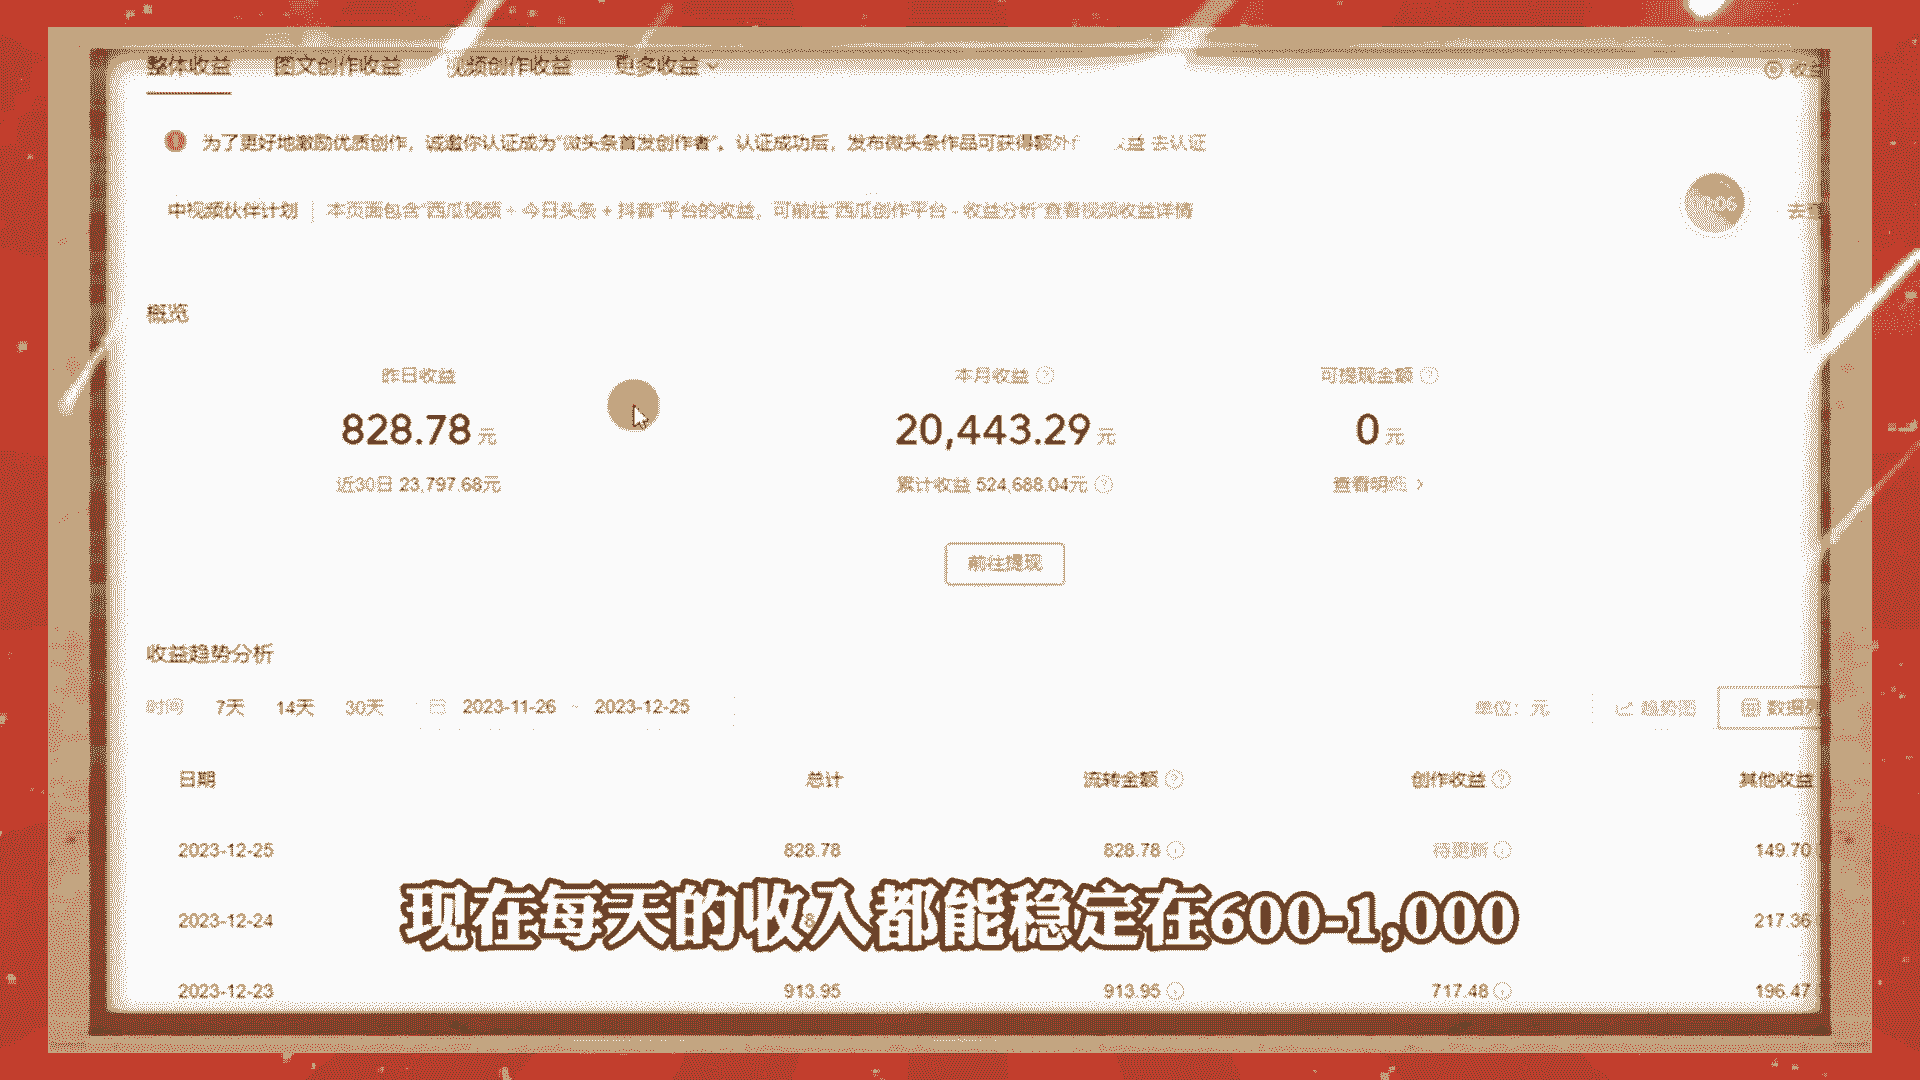 整体收益 图文创作收益 视频创作收益 更多收益
收益
为了更好地激励优质创作，诚邀你认证成为“微头条首发创作者”。认证成功后，发布微头条作品可获得额外 收益 去认证
中视频伙伴计划 | 本页面包含“西瓜视频 + 今日头条 + 抖音”平台的收益，可前往“西瓜创作平台 - 收益分析”查看视频收益详情
概览
昨日收益 本月收益 可提现金额
828.78 元 20,443.29 元 0 元
近30日 23,797.68元 累计收益 524,688.04元 查看明细 >
前往提现
收益趋势分析
时间 7天 14天 30天 2023-11-26 ~ 2023-12-25 单位：元 趋势图 数据
日期 总计 流转金额 创作收益 其他收益
2023-12-25 828.78 828.78 待更新 149.70
2023-12-24 217.36
现在每天的收入都能稳定在600-1,000
2023-12-23 913.95 913.95 717.48 196.47